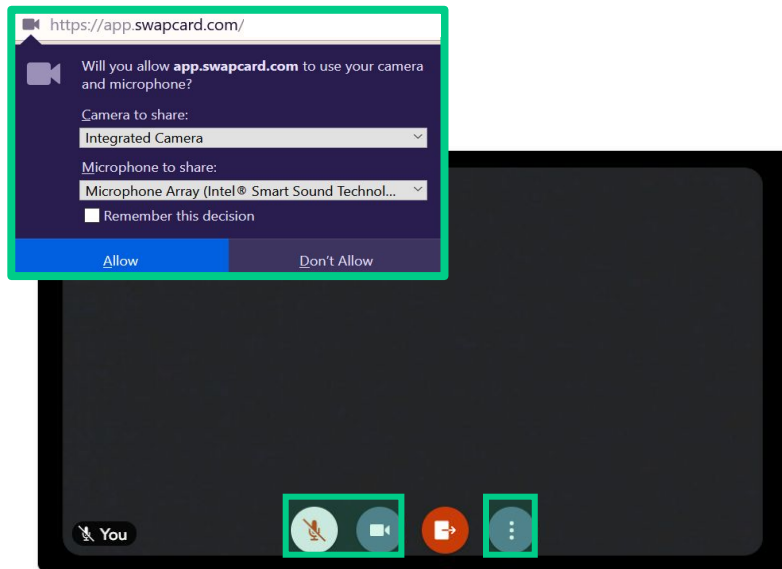 https://app.swapcard.com/
Will you allow app.swapcard.com to use your camera
and microphone?
Camera to share:
Integrated Camera
Microphone to share:
Microphone Array (Intel® Smart Sound Technol...
Remember this decision
Allow
Don't Allow
You